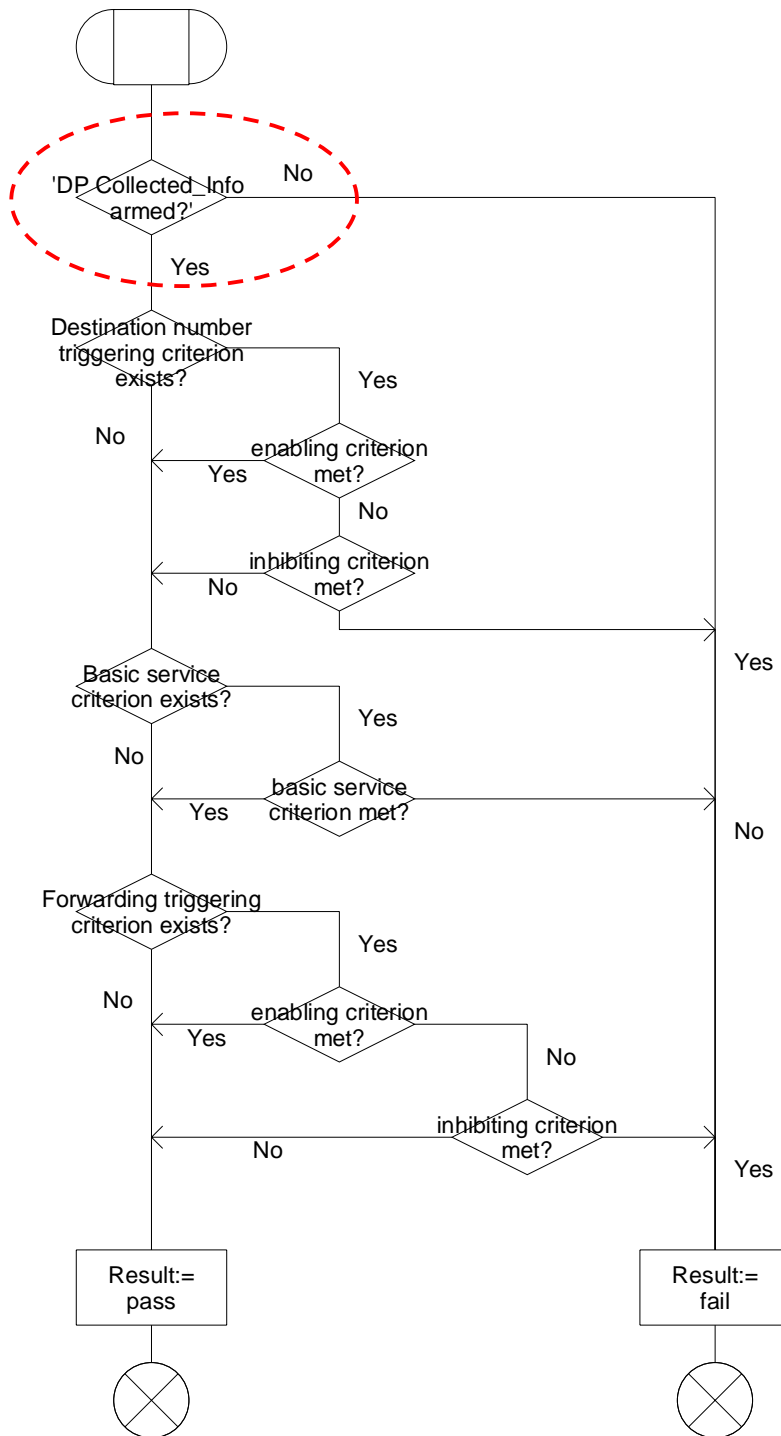 'DP Collected_Info
armed?'
No
Yes
Destination number
triggering criterion
exists?
Yes
No
enabling criterion
met?
Yes
No
inhibiting criterion
met?
No
Yes
Basic service
criterion exists?
Yes
No
basic service
criterion met?
Yes
No
Forwarding triggering
criterion exists?
Yes
No
enabling criterion
met?
Yes
No
inhibiting criterion
met?
No
Yes
Result:=
pass
Result:=
fail